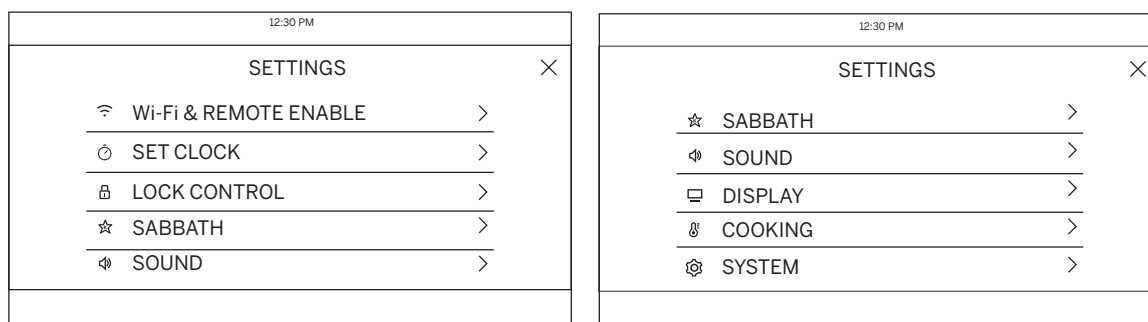 12:30 PM
SETTINGS
Wi-Fi & REMOTE ENABLE
SET CLOCK
LOCK CONTROL
SABBATH
SOUND
12:30 PM
SETTINGS
SABBATH
SOUND
DISPLAY
COOKING
SYSTEM